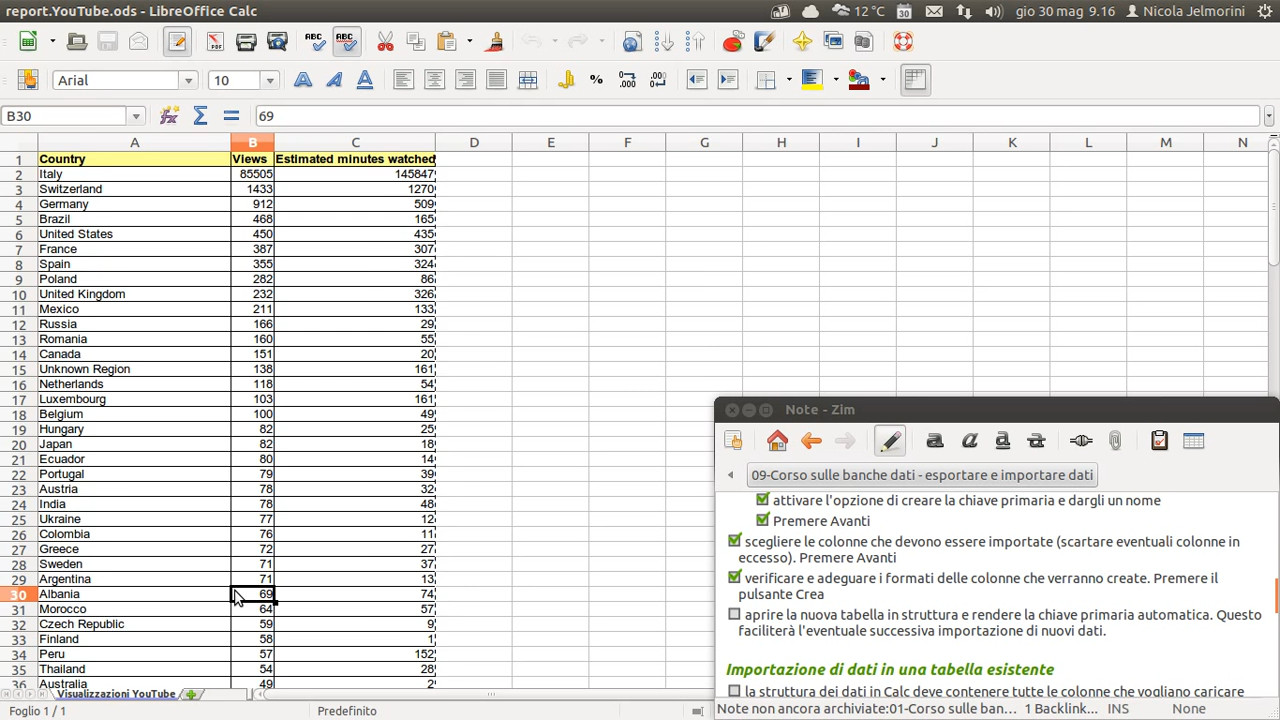 report.YouTube.ods - LibreOffice Calc
12 °C
gio 30 mag 9.16
Nicola Jelmorini
Arial
10
B30
69
A B C D E F G H I J K L M N
1 Country Views Estimated minutes watched
2 Italy 85505 145847
3 Switzerland 1433 1270
4 Germany 912 509
5 Brazil 468 165
6 United States 450 435
7 France 387 307
8 Spain 355 324
9 Poland 282 86
10 United Kingdom 232 326
11 Mexico 211 133
12 Russia 166 29
13 Romania 160 55
14 Canada 151 20
15 Unknown Region 138 161
16 Netherlands 118 54
17 Luxembourg 103 161
18 Belgium 100 49
19 Hungary 82 25
20 Japan 82 18
21 Ecuador 80 14
22 Portugal 79 39
23 Austria 78 32
24 India 78 48
25 Ukraine 77 12
26 Colombia 76 11
27 Greece 72 27
28 Sweden 71 37
29 Argentina 71 13
30 Albania 69 74
31 Morocco 64 57
32 Czech Republic 59 9
33 Finland 58 1
34 Peru 57 152
35 Thailand 54 28
36 Australia 49 2
Visualizzazioni YouTube
Foglio 1 / 1
Predefinito
Note - Zim
09-Corso sulle banche dati - esportare e importare dati
attivare l'opzione di creare la chiave primaria e dargli un nome
Premere Avanti
scegliere le colonne che devono essere importate (scartare eventuali colonne in
eccesso). Premere Avanti
verificare e adeguare i formati delle colonne che verranno create. Premere il
pulsante Crea
aprire la nuova tabella in struttura e rendere la chiave primaria automatica. Questo
faciliterà l'eventuale successiva importazione di nuovi dati.
Importazione di dati in una tabella esistente
la struttura dei dati in Calc deve contenere tutte le colonne che vogliano caricare
Note non ancora archiviate:01-Corso sulle ban... 1 Backlink... INS None